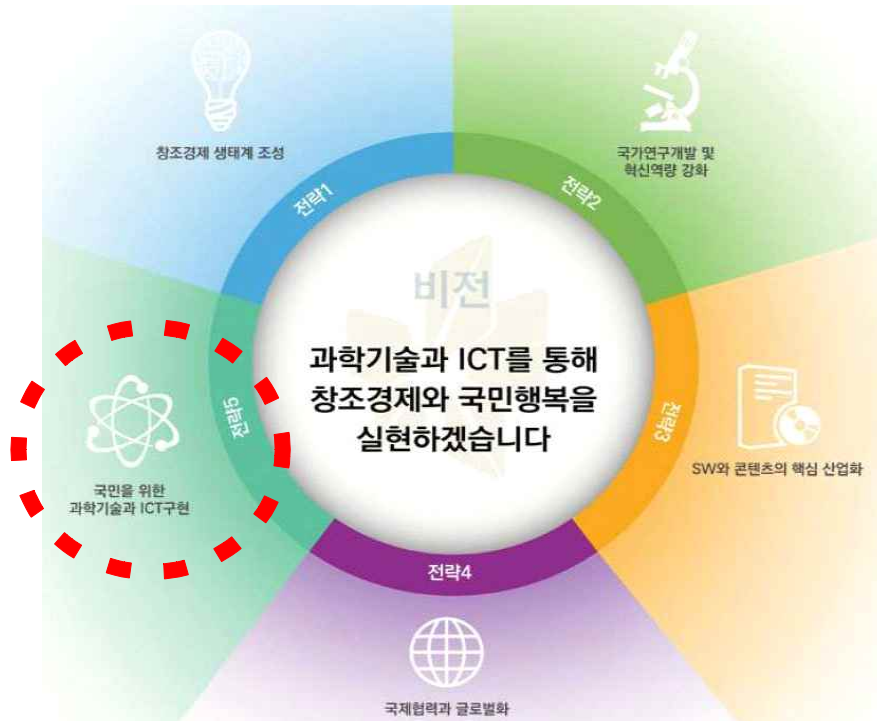 창조경제 생태계 조성
국가연구개발 및
혁신역량 강화
전략1
전략2
비전
과학기술과 ICT를 통해
창조경제와 국민행복을
실현하겠습니다
전략5
전략3
국민을 위한
과학기술과 ICT구현
SW와 콘텐츠의 핵심 산업화
전략4
국제협력과 글로벌화